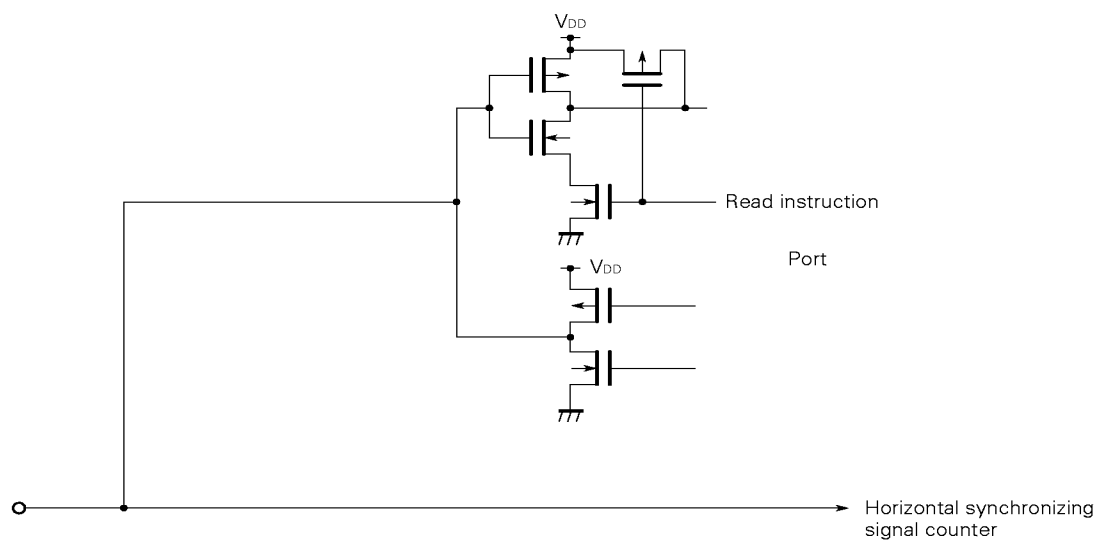 VDD
Read instruction
Port
VDD
Horizontal synchronizing
signal counter